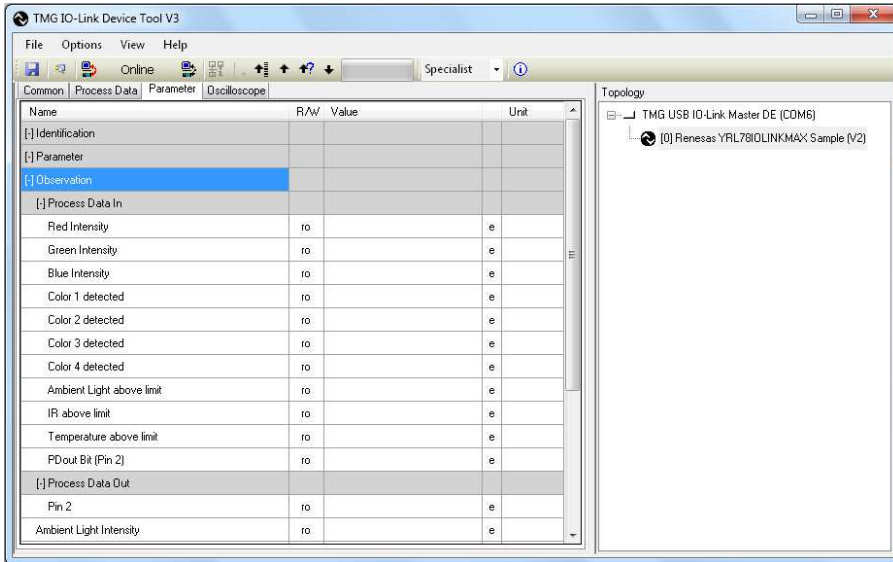 TMG IO-Link Device Tool V3
File Options View Help
Online Specialist
Common Process Data Parameter Oscilloscope
Name R/W Value Unit
[-] Identification
[-] Parameter
[-] Observation
[-] Process Data In
Red Intensity ro e
Green Intensity ro e
Blue Intensity ro e
Color 1 detected ro e
Color 2 detected ro e
Color 3 detected ro e
Color 4 detected ro e
Ambient Light above limit ro e
IR above limit ro e
Temperature above limit ro e
PDout Bit (Pin 2) ro e
[-] Process Data Out
Pin 2 ro e
Ambient Light Intensity ro e
Topology
TMG USB IO-Link Master DE (COM6)
[0] Renesas YRL78IOLINKMAX Sample (V2)